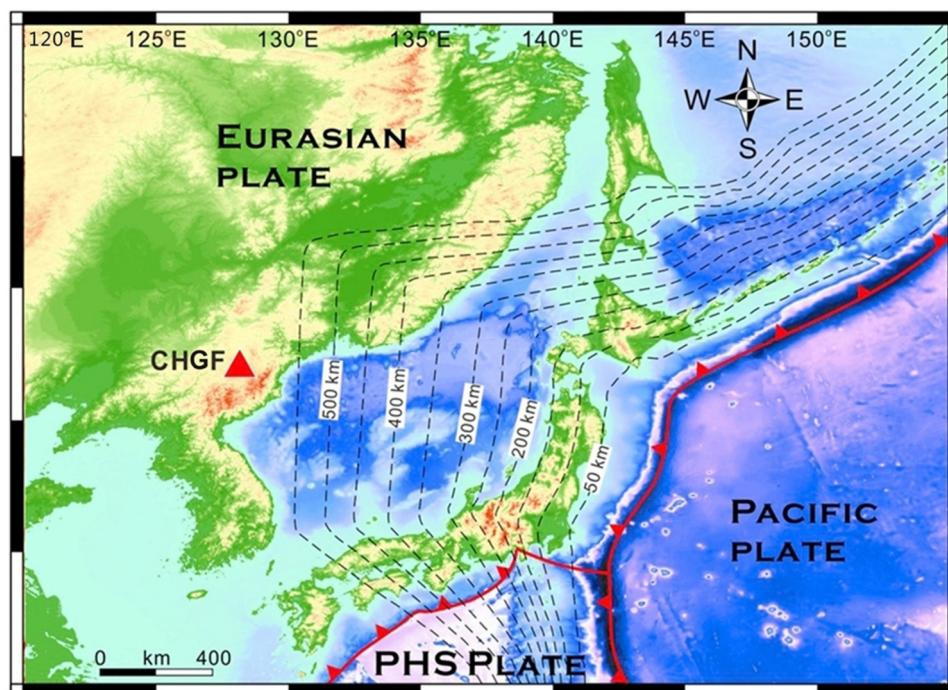 120°E 125°E 130°E 135°E 140°E 145°E 150°E
N
W E
S
EURASIAN
PLATE
CHGF
500 km
400 km
300 km
200 km
50 km
PACIFIC
PLATE
0 km 400
PHS PLATE